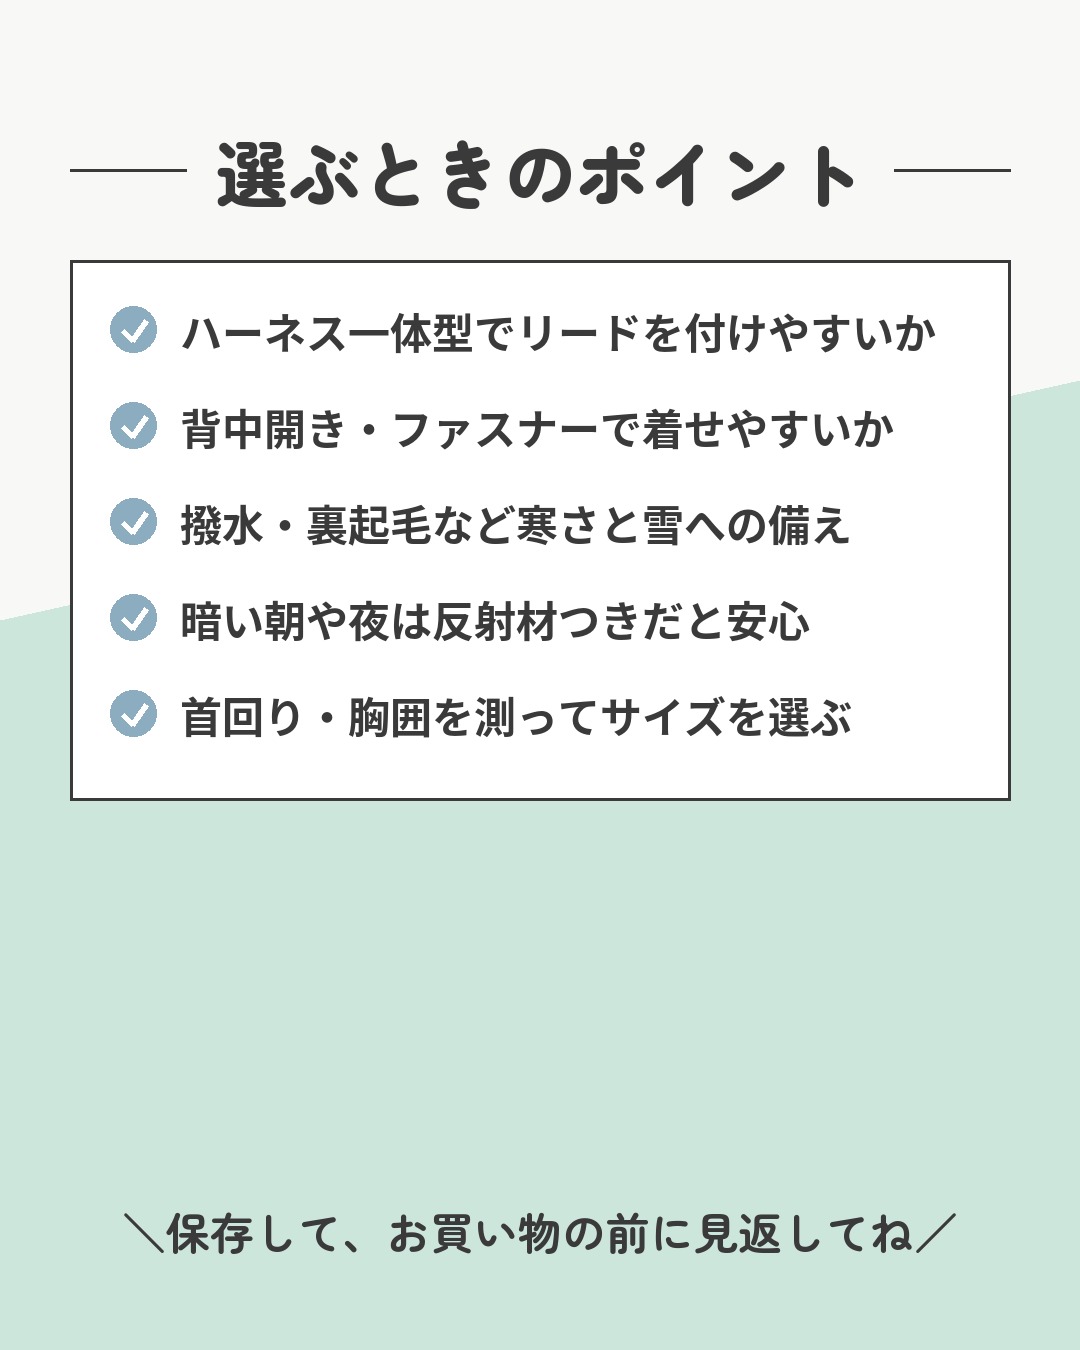 選ぶときのポイント
ハーネス一体型でリードを付けやすいか
背中開き・ファスナーで着せやすいか
撥水・裏起毛など寒さと雪への備え
暗い朝や夜は反射材つきだと安心
首回り・胸囲を測ってサイズを選ぶ
＼保存して、お買い物の前に見返してね／